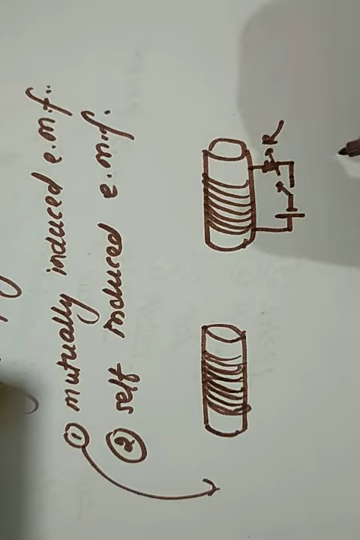 ① mutually induced e.m.f.
② self induced e.m.f.
R